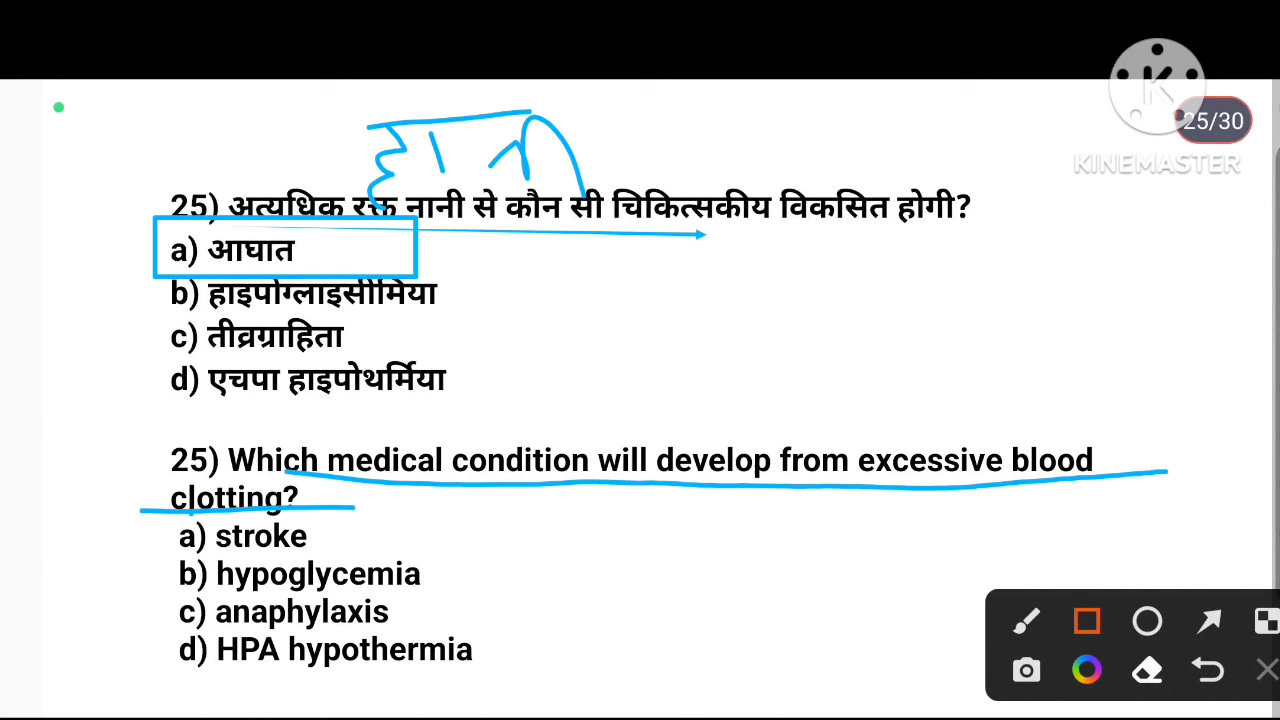 25/30
KINEMASTER
25) अत्यधिक रक्त नानी से कौन सी चिकित्सकीय विकसित होगी?
a) आघात
b) हाइपोग्लाइसीमिया
c) तीव्रग्राहिता
d) एचपा हाइपोथर्मिया
25) Which medical condition will develop from excessive blood
clotting?
a) stroke
b) hypoglycemia
c) anaphylaxis
d) HPA hypothermia